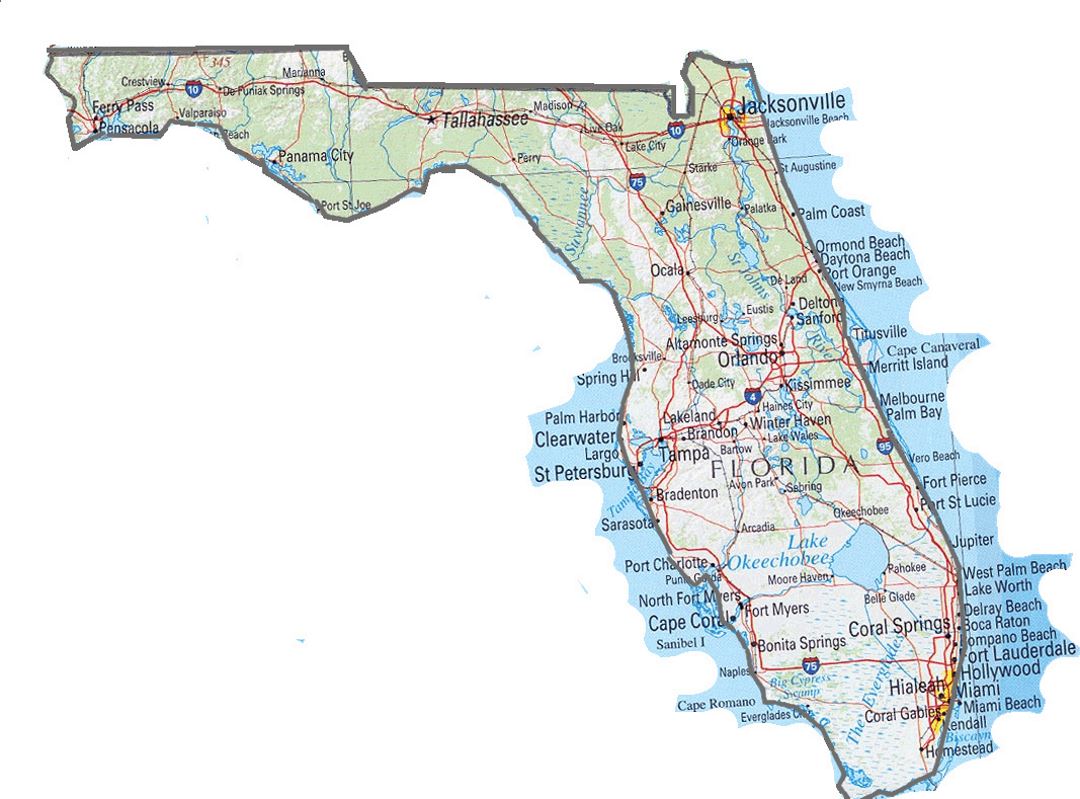 345
Crestview
10
De Funiak Springs
Marianna
Ferry Pass
Pensacola
Valparaiso
Beach
Panama City
Port St Joe
Tallahassee
Madison
Live Oak
10
Lake City
Perry
Jacksonville
Jacksonville Beach
Orange Park
Starke
St Augustine
75
Suwannee
Gainesville
Palatka
Palm Coast
Ocala
St Johns
River
De Land
Ormond Beach
Daytona Beach
Port Orange
New Smyrna Beach
Leesburg
Eustis
Deltona
Sanford
Altamonte Springs
Orlando
Titusville
Cape Canaveral
Merritt Island
Brooksville
Spring Hill
Dade City
4
Kissimmee
Haines City
Melbourne
Palm Bay
Palm Harbor
Clearwater
Largo
St Petersburg
Lakeland
Brandon
Tampa
Tampa Bay
Winter Haven
Bartow
Lake Wales
95
FLORIDA
Vero Beach
Avon Park
Sebring
Fort Pierce
Port St Lucie
Bradenton
Sarasota
Arcadia
Okeechobee
Lake
Okeechobee
Jupiter
Port Charlotte
Punta Gorda
Moore Haven
Pahokee
Belle Glade
West Palm Beach
Lake Worth
North Fort Myers
Fort Myers
Cape Coral
Sanibel I
Delray Beach
Boca Raton
Pompano Beach
Coral Springs
Fort Lauderdale
Hollywood
Bonita Springs
75
Naples
Big Cypress
Swamp
The Everglades
Hialeah
Miami
Miami Beach
Coral Gables
Kendall
Cape Romano
Everglades City
Biscayn
Homestead